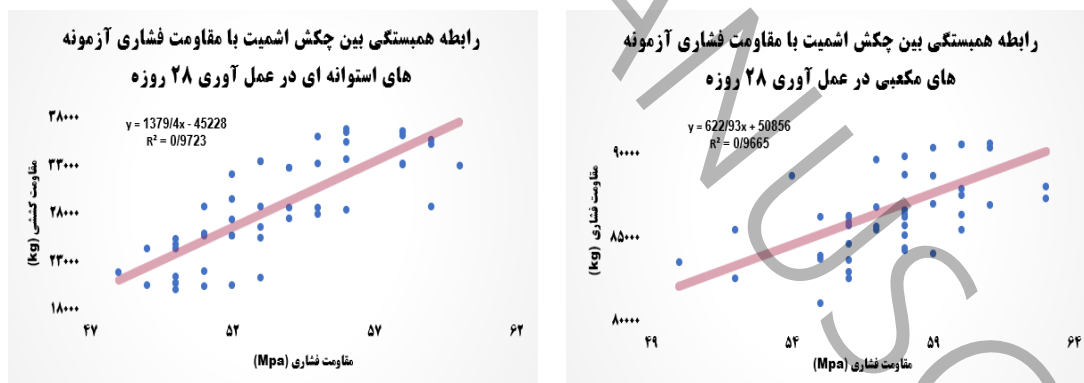 رابطه همبستگی بین چکش اشمیت با مقاومت فشاری آزمونه
های استوانه ای در عمل آوری ۲۸ روزه
y = 1379/4x - 45228
R² = 0/9723
مقاومت کششی (kg)
۳۸۰۰۰
۳۳۰۰۰
۲۸۰۰۰
۲۳۰۰۰
۱۸۰۰۰
۴۷
۵۲
۵۷
۶۲
مقاومت فشاری (Mpa)
رابطه همبستگی بین چکش اشمیت با مقاومت فشاری آزمونه
های مکعبی در عمل آوری ۲۸ روزه
y = 622/93x + 50856
R² = 0/9665
مقاومت فشاری (kg)
۹۰۰۰۰
۸۵۰۰۰
۸۰۰۰۰
۴۹
۵۴
۵۹
۶۴
مقاومت فشاری (Mpa)